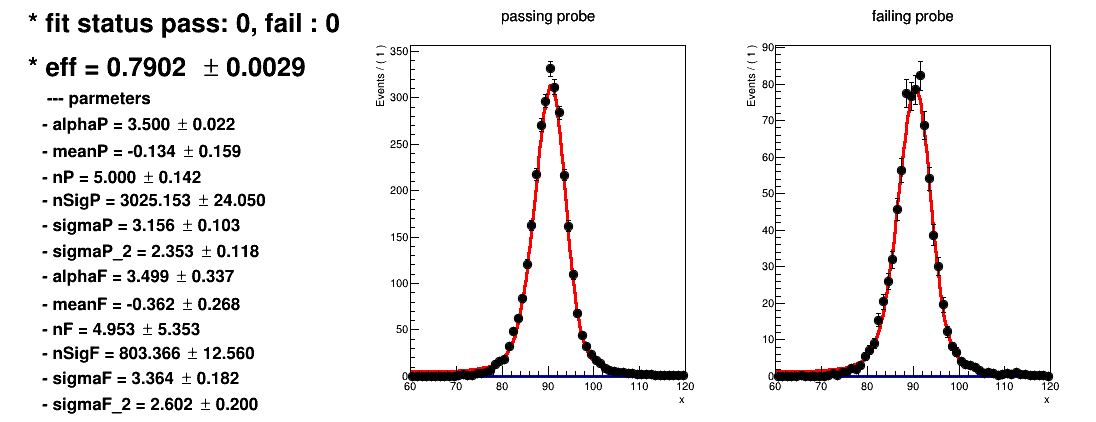 * fit status pass: 0, fail : 0
* eff = 0.7902 ± 0.0029
--- parmeters
- alphaP = 3.500 ± 0.022
- meanP = -0.134 ± 0.159
- nP = 5.000 ± 0.142
- nSigP = 3025.153 ± 24.050
- sigmaP = 3.156 ± 0.103
- sigmaP_2 = 2.353 ± 0.118
- alphaF = 3.499 ± 0.337
- meanF = -0.362 ± 0.268
- nF = 4.953 ± 5.353
- nSigF = 803.366 ± 12.560
- sigmaF = 3.364 ± 0.182
- sigmaF_2 = 2.602 ± 0.200
passing probe
Events / ( 1 )
350
300
250
200
150
100
50
0
60 70 80 90 100 110 120
x
failing probe
Events / ( 1 )
90
80
70
60
50
40
30
20
10
0
60 70 80 90 100 110 120
x